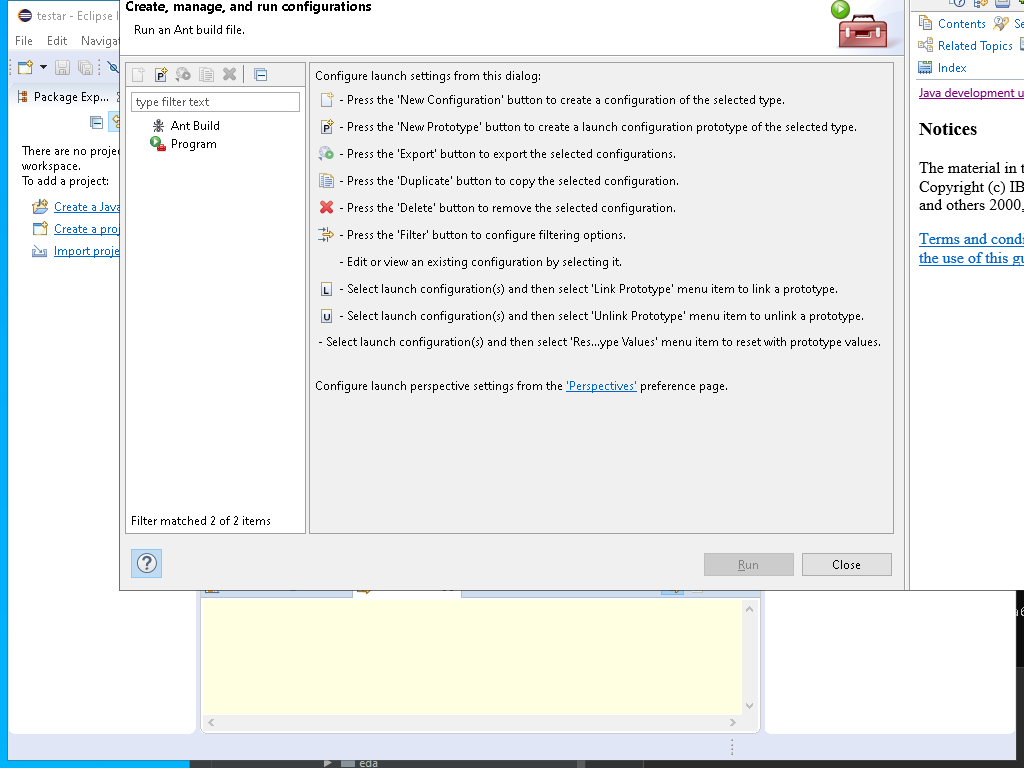 testar - Eclipse
File Edit Navigat
Package Exp...
There are no proje
workspace.
To add a project:
Create a Java
Create a proj
Import proje
Create, manage, and run configurations
Run an Ant build file.
type filter text
Ant Build
Program
Filter matched 2 of 2 items
Configure launch settings from this dialog:
- Press the 'New Configuration' button to create a configuration of the selected type.
P - Press the 'New Prototype' button to create a launch configuration prototype of the selected type.
- Press the 'Export' button to export the selected configurations.
- Press the 'Duplicate' button to copy the selected configuration.
- Press the 'Delete' button to remove the selected configuration.
- Press the 'Filter' button to configure filtering options.
- Edit or view an existing configuration by selecting it.
L - Select launch configuration(s) and then select 'Link Prototype' menu item to link a prototype.
U - Select launch configuration(s) and then select 'Unlink Prototype' menu item to unlink a prototype.
- Select launch configuration(s) and then select 'Res...ype Values' menu item to reset with prototype values.
Configure launch perspective settings from the 'Perspectives' preference page.
?
Run Close
Contents Se
Related Topics
Index
Java development u
Notices
The material in t
Copyright (c) IB
and others 2000,
Terms and condi
the use of this gu
eda